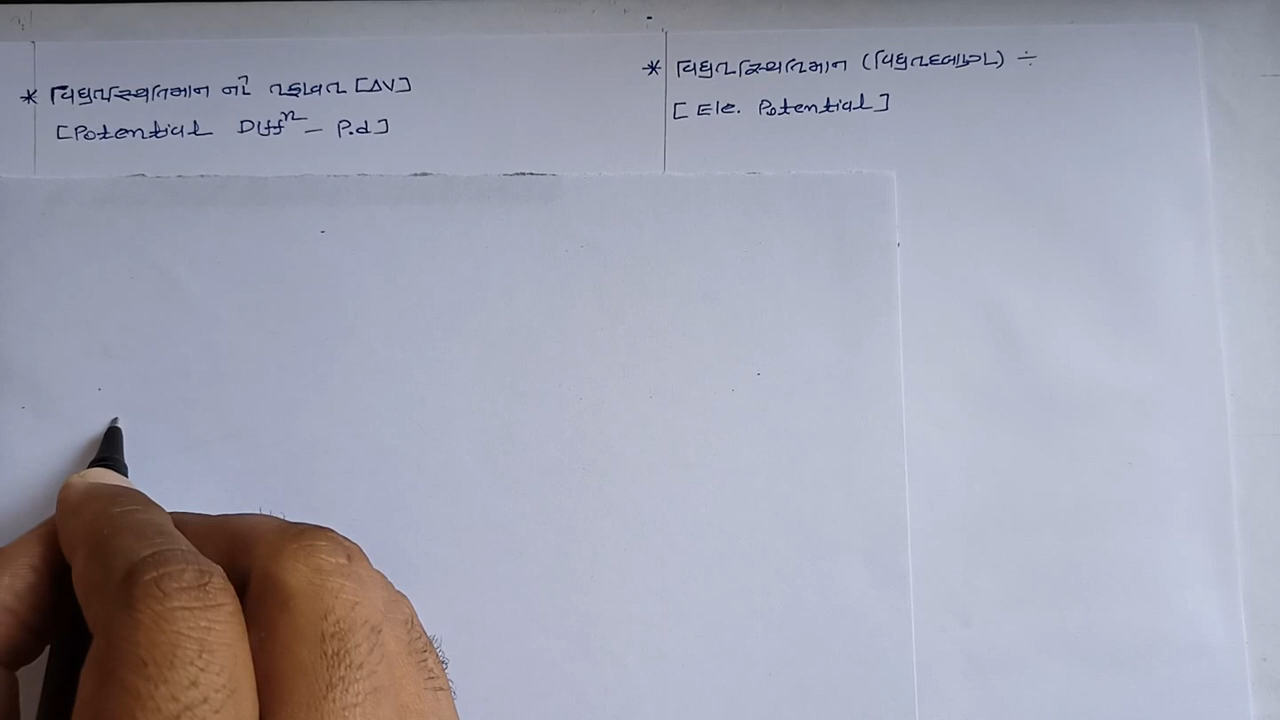 * વિદ્યુતસ્થિતિમાન નો તફાવત [ΔV]
[Potential Diffⁿ – P.d]
* વિદ્યુતસ્થિતિમાન (વિદ્યુતદબાણ) ÷
[Ele. Potential]